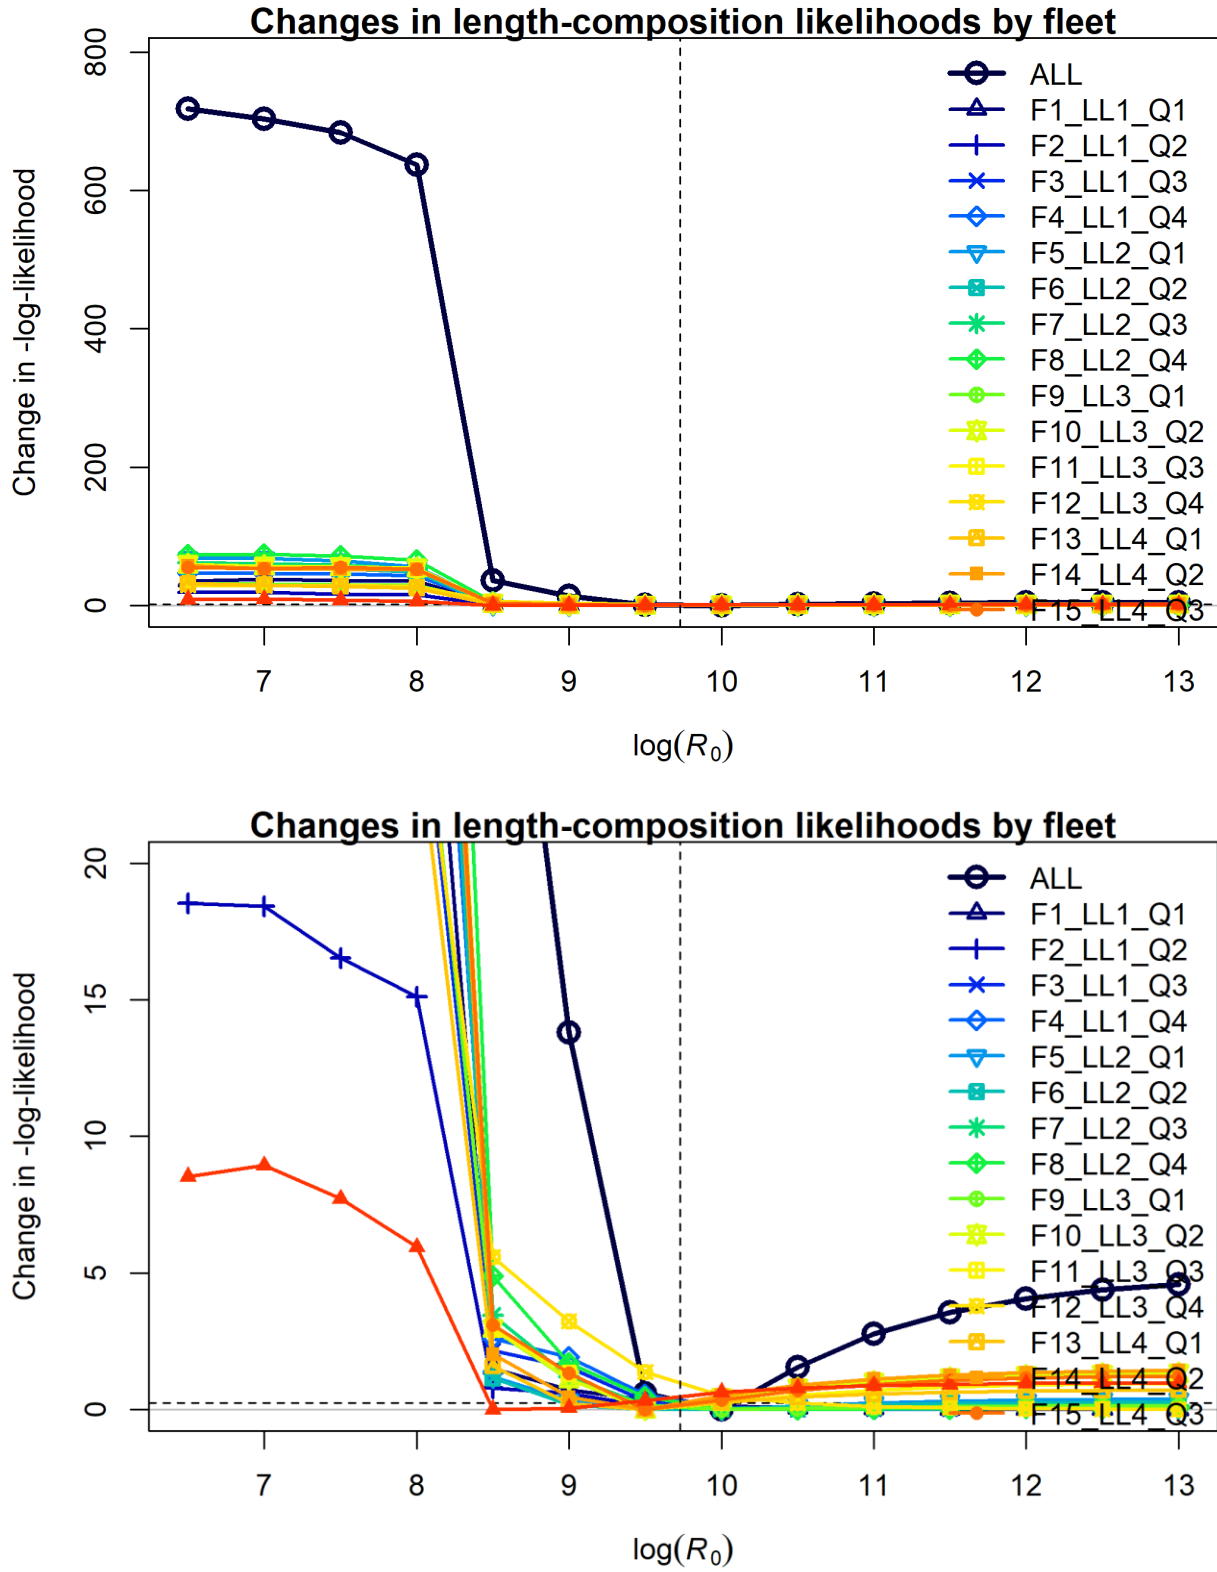 Changes in length-composition likelihoods by fleet
Change in -log-likelihood
800
600
400
200
0
ALL
F1_LL1_Q1
F2_LL1_Q2
F3_LL1_Q3
F4_LL1_Q4
F5_LL2_Q1
F6_LL2_Q2
F7_LL2_Q3
F8_LL2_Q4
F9_LL3_Q1
F10_LL3_Q2
F11_LL3_Q3
F12_LL3_Q4
F13_LL4_Q1
F14_LL4_Q2
F15_LL4_Q3
7 8 9 10 11 12 13
log(R0)
Changes in length-composition likelihoods by fleet
Change in -log-likelihood
20
15
10
5
0
ALL
F1_LL1_Q1
F2_LL1_Q2
F3_LL1_Q3
F4_LL1_Q4
F5_LL2_Q1
F6_LL2_Q2
F7_LL2_Q3
F8_LL2_Q4
F9_LL3_Q1
F10_LL3_Q2
F11_LL3_Q3
F12_LL3_Q4
F13_LL4_Q1
F14_LL4_Q2
F15_LL4_Q3
7 8 9 10 11 12 13
log(R0)